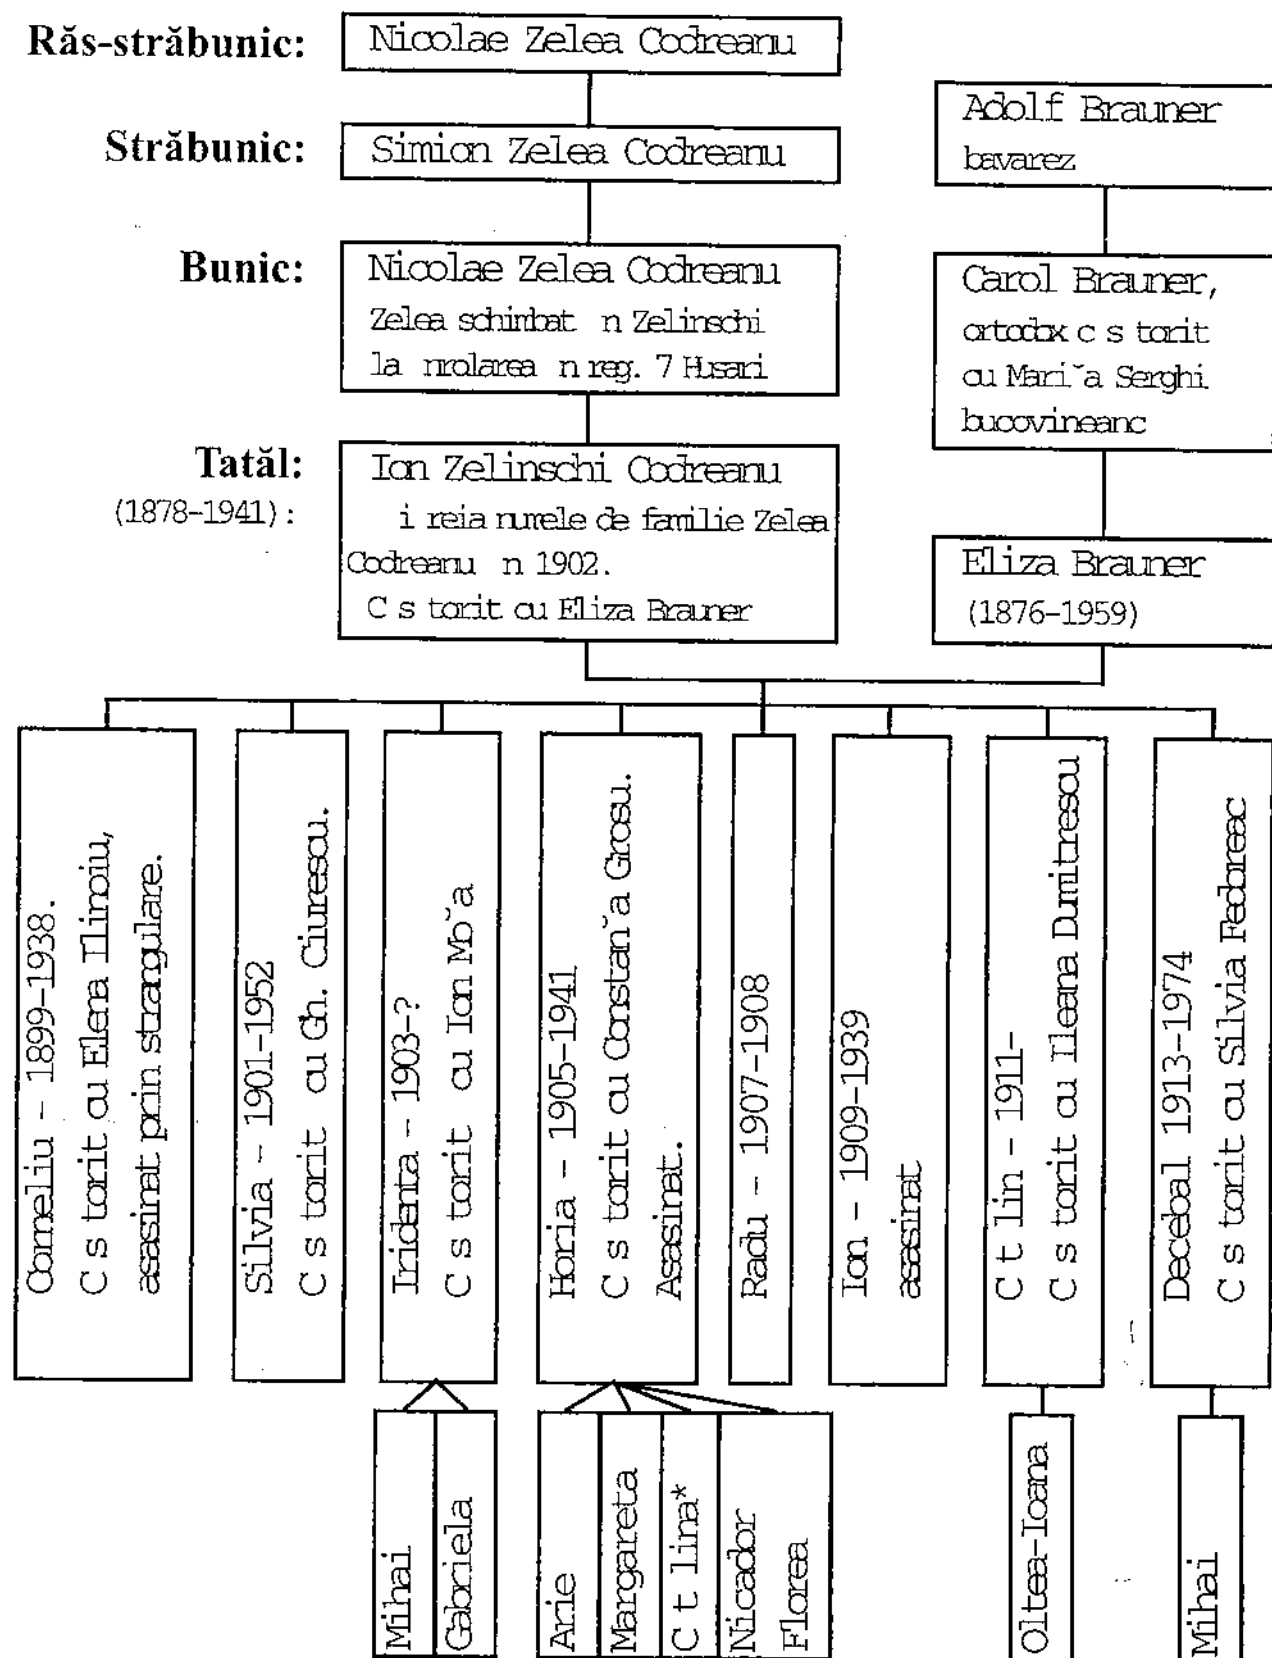 Răs-străbunic:
Nicolae Zelea Codreanu
Străbunic:
Simion Zelea Codreanu
Bunic:
Nicolae Zelea Codreanu
Zelea schimbat n Zelinschi
la nrolarea n reg. 7 Husari
Tatăl:
(1878-1941):
Ion Zelinschi Codreanu
i reia numele de familie Zelea
Codreanu n 1902.
C s torit cu Eliza Brauner
Adolf Brauner
bavarez
Carol Brauner,
ortodox c s torit
cu Mari˘a Serghi
bucovineanc
Eliza Brauner
(1876-1959)
Corneliu - 1899-1938.
C s torit cu Elena Ilinoiu,
asasinat prin strangulare.
Silvia - 1901-1952
C s torit cu Gh. Ciurescu.
Iridenta - 1903-?
C s torit cu Ion Mo˘a
Horia - 1905-1941
C s torit cu Constan˘a Grosu.
Asasinat.
Radu - 1907-1908
Ion - 1909-1939
asasinat
C t lin - 1911-
C s torit cu Ileana Dumitrescu
Decebal 1913-1974
C s torit cu Silvia Fedoreac
Mihai
Gabriela
Arie
Margareta
C t lina*
Nicador
Florea
Oltea-Ioana
Mihai